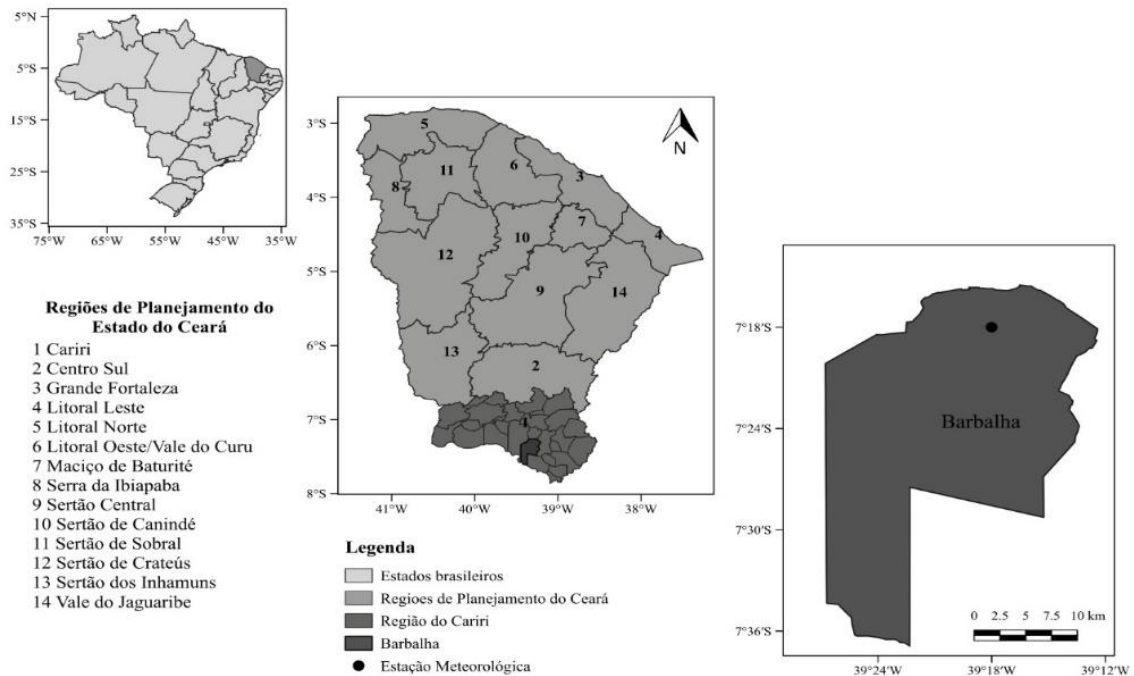 5°N
5°S
15°S
25°S
35°S
75°W 65°W 55°W 45°W 35°W
Regiões de Planejamento do
Estado do Ceará
1 Cariri
2 Centro Sul
3 Grande Fortaleza
4 Litoral Leste
5 Litoral Norte
6 Litoral Oeste/Vale do Curu
7 Maciço de Baturité
8 Serra da Ibiapaba
9 Sertão Central
10 Sertão de Canindé
11 Sertão de Sobral
12 Sertão de Crateús
13 Sertão dos Inhamuns
14 Vale do Jaguaribe
N
3°S
4°S
5°S
6°S
7°S
8°S
5
6
11
3
8
7
4
10
12
9
14
13
2
1
41°W 40°W 39°W 38°W
Legenda
Estados brasileiros
Regioes de Planejamento do Ceará
Região do Cariri
Barbalha
Estação Meteorológica
7°18'S
7°24'S
7°30'S
7°36'S
Barbalha
0 2.5 5 7.5 10 km
39°24'W 39°18'W 39°12'W